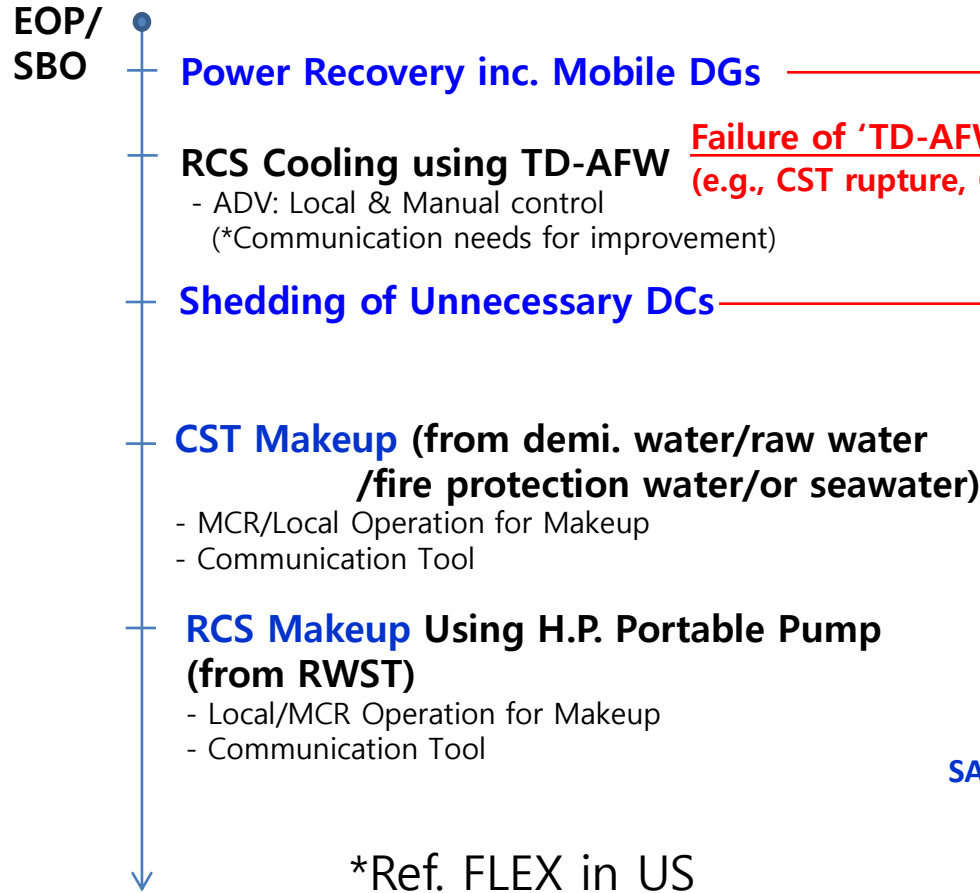 EOP/
SBO
Power Recovery inc. Mobile DGs
Failure of ‘TD-AFW
RCS Cooling using TD-AFW
(e.g., CST rupture,
- ADV: Local & Manual control
(*Communication needs for improvement)
Shedding of Unnecessary DCs
CST Makeup (from demi. water/raw water
/fire protection water/or seawater)
- MCR/Local Operation for Makeup
- Communication Tool
RCS Makeup Using H.P. Portable Pump
(from RWST)
- Local/MCR Operation for Makeup
- Communication Tool
SA
*Ref. FLEX in US